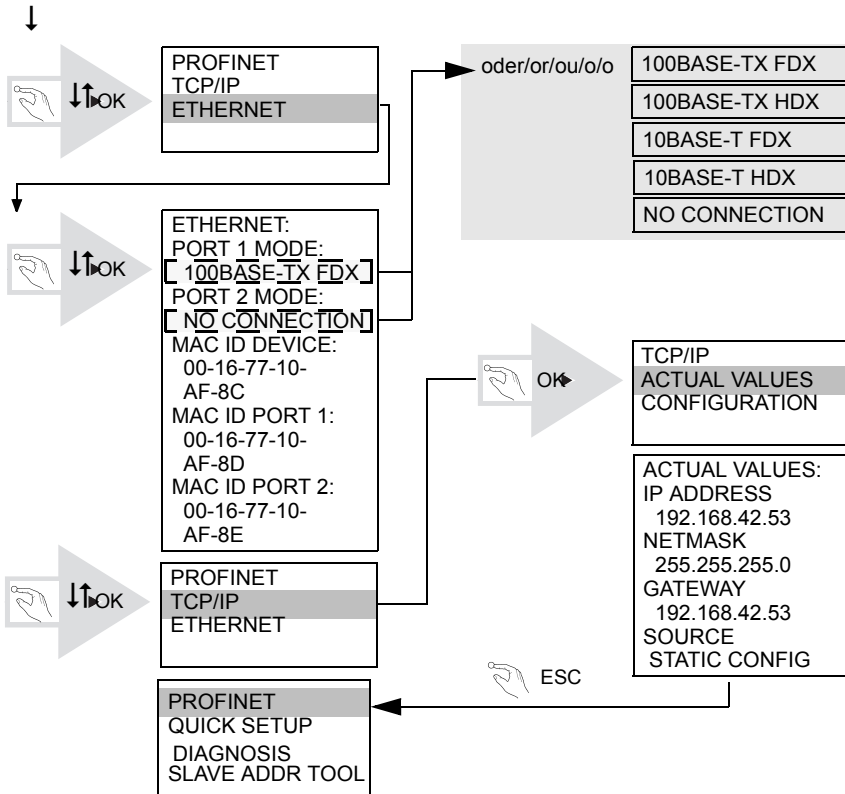 ↓
↓↑OK
PROFINET
TCP/IP
ETHERNET
oder/or/ou/o/o
100BASE-TX FDX
100BASE-TX HDX
10BASE-T FDX
10BASE-T HDX
NO CONNECTION
↓↑OK
ETHERNET:
PORT 1 MODE:
[ 100BASE-TX FDX]
PORT 2 MODE:
[ NO CONNECTION]
MAC ID DEVICE:
00-16-77-10-
AF-8C
MAC ID PORT 1:
00-16-77-10-
AF-8D
MAC ID PORT 2:
00-16-77-10-
AF-8E
↓↑OK
PROFINET
TCP/IP
ETHERNET
OK
TCP/IP
ACTUAL VALUES
CONFIGURATION
ACTUAL VALUES:
IP ADDRESS
192.168.42.53
NETMASK
255.255.255.0
GATEWAY
192.168.42.53
SOURCE
STATIC CONFIG
ESC
PROFINET
QUICK SETUP
DIAGNOSIS
SLAVE ADDR TOOL